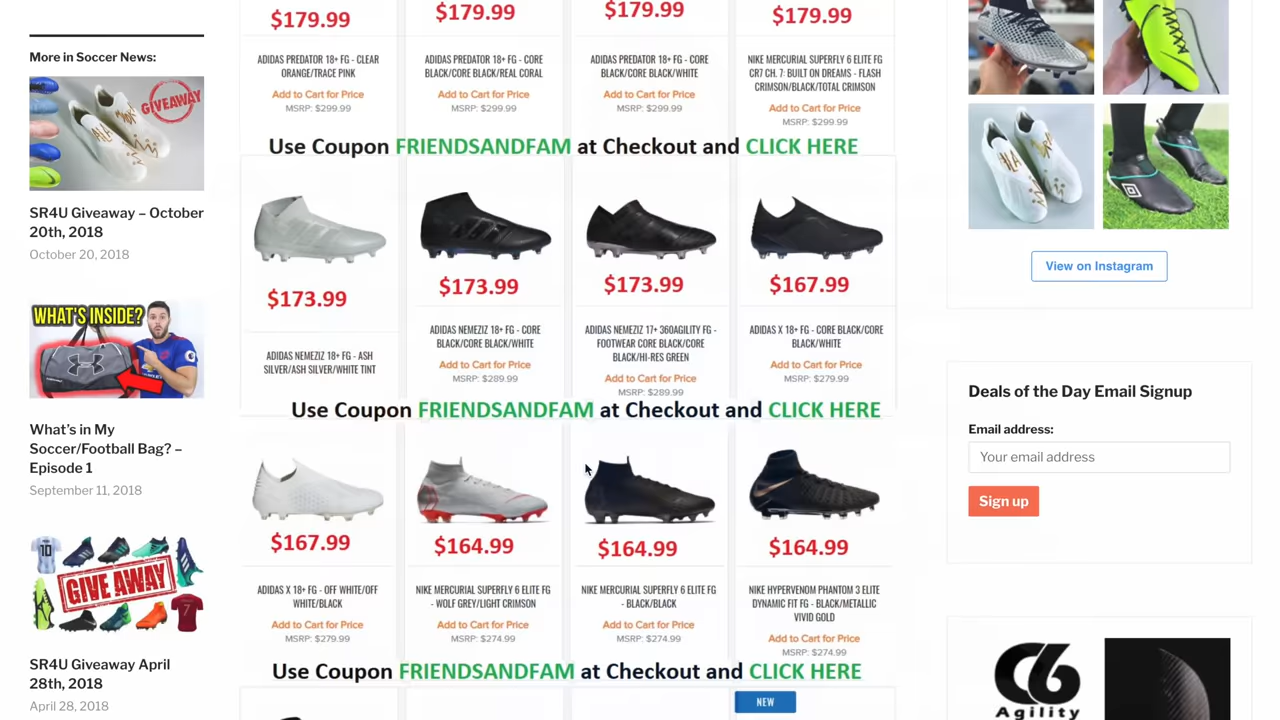 More in Soccer News:
GIVEAWAY
SR4U Giveaway – October
20th, 2018
October 20, 2018
WHAT'S INSIDE?
What's in My
Soccer/Football Bag? –
Episode 1
September 11, 2018
10
GIVE AWAY
7
SR4U Giveaway April
28th, 2018
April 28, 2018
$179.99
$179.99
$179.99
$179.99
ADIDAS PREDATOR 18+ FG - CLEAR
ORANGE/TRACE PINK
Add to Cart for Price
MSRP: $299.99
ADIDAS PREDATOR 18+ FG - CORE
BLACK/CORE BLACK/REAL CORAL
Add to Cart for Price
MSRP: $299.99
ADIDAS PREDATOR 18+ FG - CORE
BLACK/CORE BLACK/WHITE
Add to Cart for Price
MSRP: $299.99
NIKE MERCURIAL SUPERFLY 6 ELITE FG
CR7 CH. 7: BUILT ON DREAMS - FLASH
CRIMSON/BLACK/TOTAL CRIMSON
Add to Cart for Price
MSRP: $299.99
Use Coupon FRIENDSANDFAM at Checkout and CLICK HERE
$173.99
$173.99
$173.99
$167.99
ADIDAS NEMEZIZ 18+ FG - ASH
SILVER/ASH SILVER/WHITE TINT
ADIDAS NEMEZIZ 18+ FG - CORE
BLACK/CORE BLACK/WHITE
Add to Cart for Price
MSRP: $289.99
ADIDAS NEMEZIZ 17+ 360AGILITY FG -
FOOTWEAR CORE BLACK/CORE
BLACK/HI-RES GREEN
Add to Cart for Price
MSRP: $289.99
ADIDAS X 18+ FG - CORE BLACK/CORE
BLACK/WHITE
Add to Cart for Price
MSRP: $279.99
Use Coupon FRIENDSANDFAM at Checkout and CLICK HERE
$167.99
$164.99
$164.99
$164.99
ADIDAS X 18+ FG - OFF WHITE/OFF
WHITE/BLACK
Add to Cart for Price
MSRP: $279.99
NIKE MERCURIAL SUPERFLY 6 ELITE FG
- WOLF GREY/LIGHT CRIMSON
Add to Cart for Price
MSRP: $274.99
NIKE MERCURIAL SUPERFLY 6 ELITE FG
- BLACK/BLACK
Add to Cart for Price
MSRP: $274.99
NIKE HYPERVENOM PHANTOM 3 ELITE
DYNAMIC FIT FG - BLACK/METALLIC
VIVID GOLD
Add to Cart for Price
MSRP: $274.99
Use Coupon FRIENDSANDFAM at Checkout and CLICK HERE
NEW
View on Instagram
Deals of the Day Email Signup
Email address:
Your email address
Sign up
C6
Agility